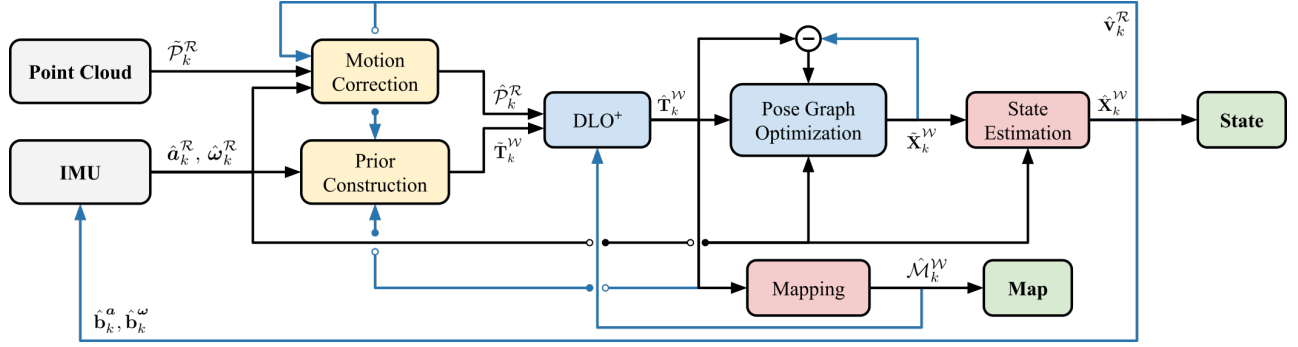 Point Cloud
𝒫̃ₖᴿ
Motion
Correction
v̂ₖᴿ
IMU
âₖᴿ, ω̂ₖᴿ
Prior
Construction
𝒫̂ₖᴿ
T̃ₖᵂ
DLO⁺
T̂ₖᵂ
−
Pose Graph
Optimization
X̃ₖᵂ
State
Estimation
X̂ₖᵂ
State
Mapping
ℳ̂ₖᵂ
Map
b̂ₖᵃ, b̂ₖ^ω